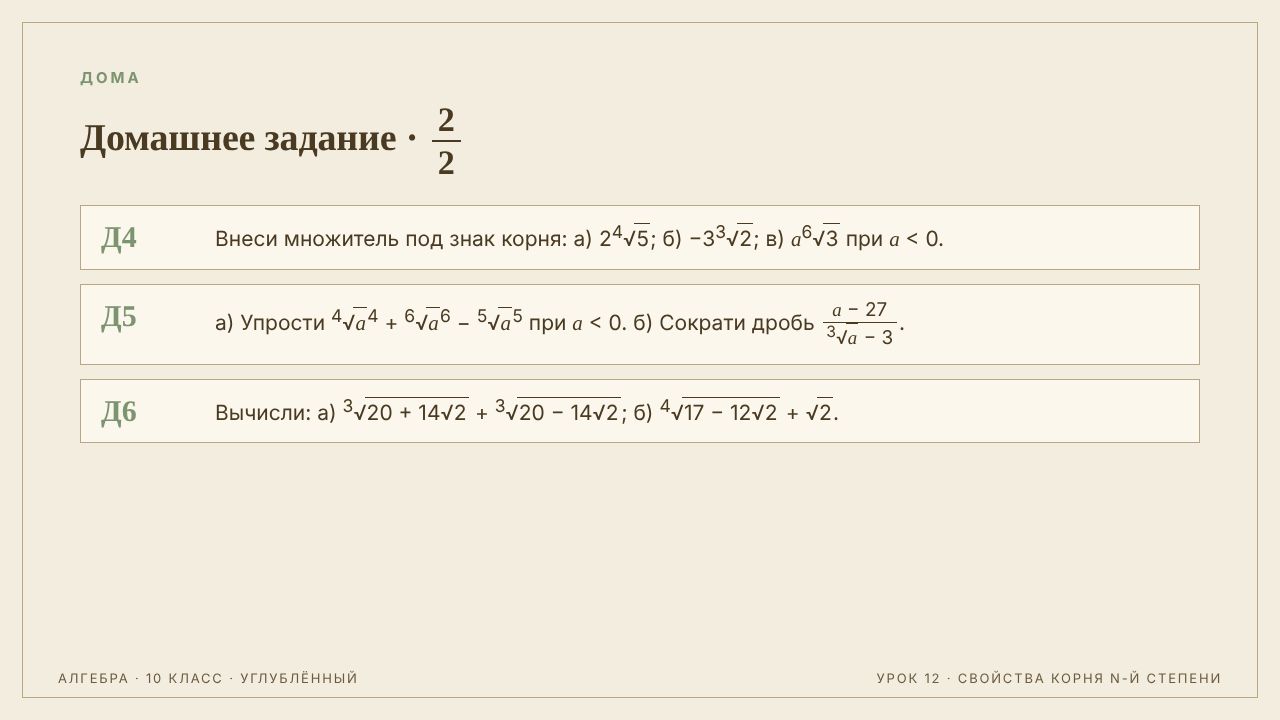 ДОМА
Домашнее задание · 2/2
Д4 Внеси множитель под знак корня: а) 2⁴√5; б) −3³√2; в) a⁶√3 при a < 0.
Д5 а) Упрости ⁴√a⁴ + ⁶√a⁶ − ⁵√a⁵ при a < 0. б) Сократи дробь (a − 27)/(³√a − 3).
Д6 Вычисли: а) ³√(20 + 14√2) + ³√(20 − 14√2); б) ⁴√(17 − 12√2) + √2.
АЛГЕБРА · 10 КЛАСС · УГЛУБЛЁННЫЙ
УРОК 12 · СВОЙСТВА КОРНЯ N-Й СТЕПЕНИ